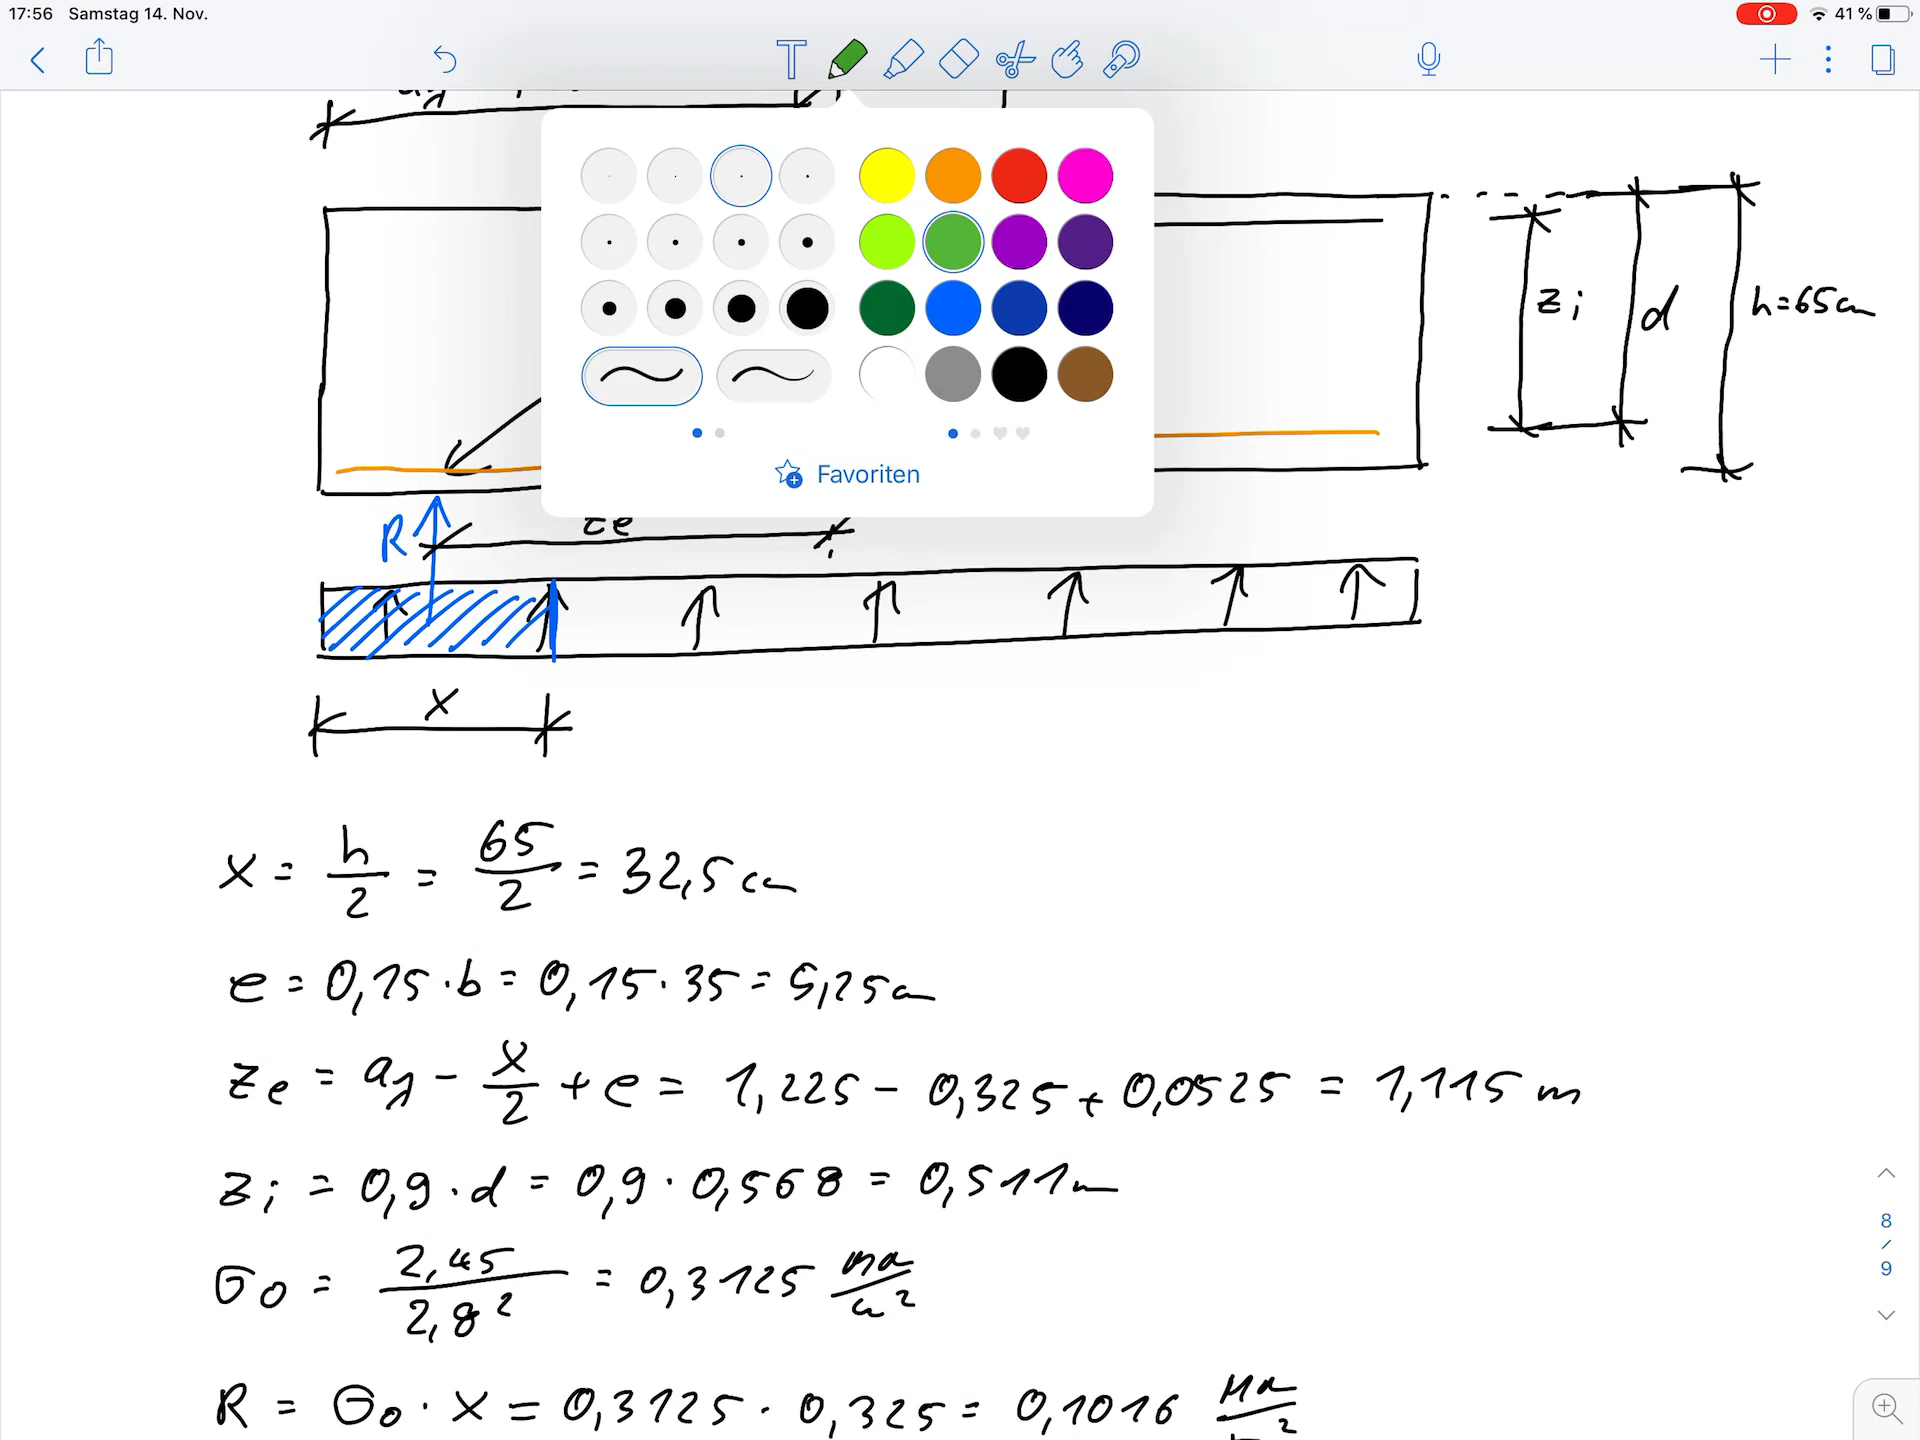 17:56 Samstag 14. Nov. 41 %
T
zi d h=65cm
Favoriten
R ze
x
x = h/2 = 65/2 = 32,5 cm
e = 0,15 · b = 0,15 · 35 = 5,25 cm
ze = a1 - x/2 + e = 1,225 - 0,325 + 0,0525 = 1,115 m
zi = 0,9 · d = 0,9 · 0,568 = 0,511 m
σ0 = 2,45/2,8² = 0,3125 MN/m²
8
/
9
R = σ0 · x = 0,3125 · 0,325 = 0,1016